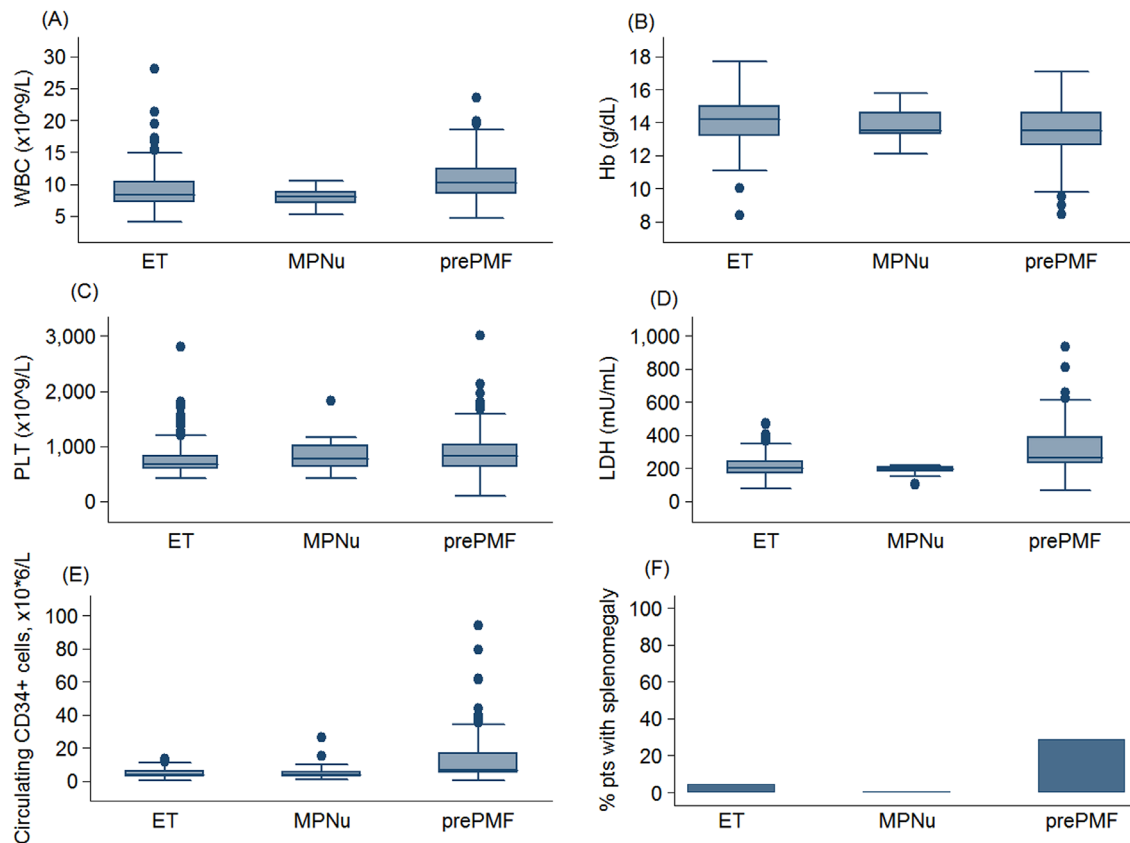 (A)
WBC (x10^9/L)
30
25
20
15
10
5
ET MPNu prePMF
(B)
Hb (g/dL)
18
16
14
12
10
8
ET MPNu prePMF
(C)
PLT (x10^9/L)
3,000
2,000
1,000
0
ET MPNu prePMF
(D)
LDH (mU/mL)
1,000
800
600
400
200
0
ET MPNu prePMF
(E)
Circulating CD34+ cells, x10*6/L
100
80
60
40
20
0
ET MPNu prePMF
(F)
% pts with splenomegaly
100
80
60
40
20
0
ET MPNu prePMF